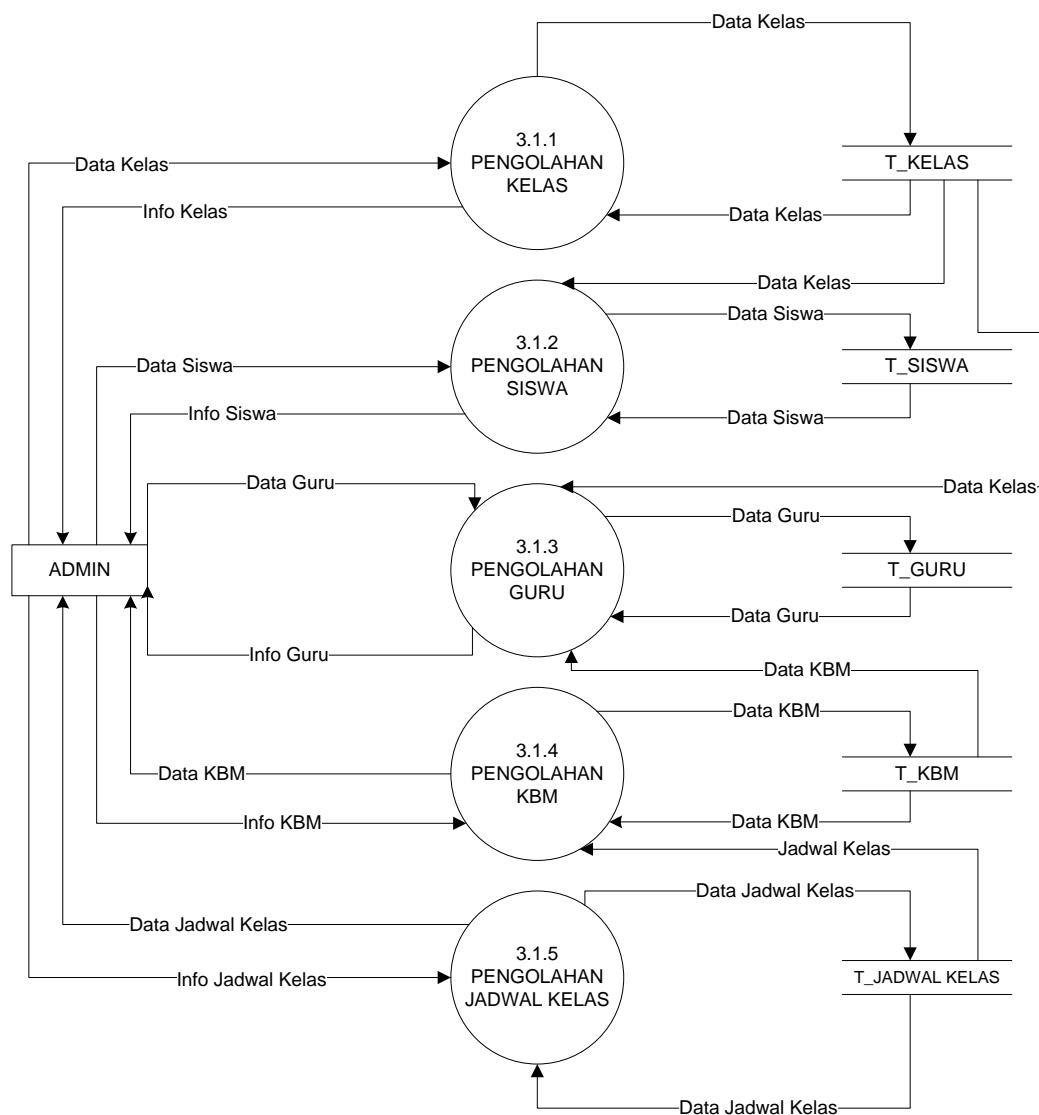 Data Kelas
3.1.1
PENGOLAHAN
KELAS
T_KELAS
Data Kelas
Info Kelas
Data Kelas
Data Kelas
Data Siswa
3.1.2
PENGOLAHAN
SISWA
Data Siswa
T_SISWA
Info Siswa
Data Siswa
Data Guru
Data Kelas
Data Guru
3.1.3
PENGOLAHAN
GURU
ADMIN
T_GURU
Data Guru
Info Guru
Data KBM
Data KBM
3.1.4
PENGOLAHAN
KBM
Data KBM
T_KBM
Info KBM
Data KBM
Jadwal Kelas
Data Jadwal Kelas
Data Jadwal Kelas
3.1.5
PENGOLAHAN
JADWAL KELAS
Info Jadwal Kelas
T_JADWAL KELAS
Data Jadwal Kelas